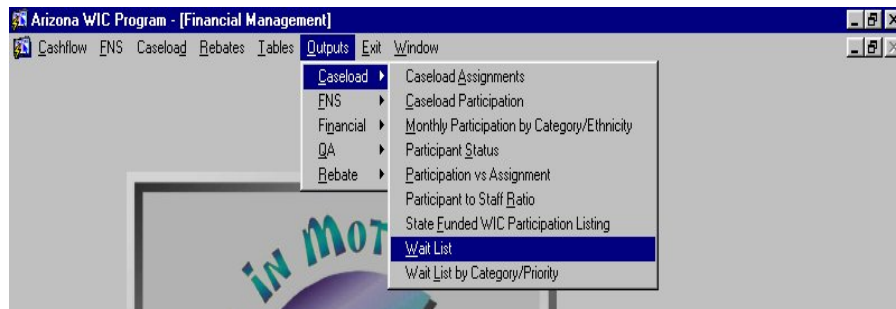 Arizona WIC Program - [Financial Management]
Cashflow FNS Caseload Rebates Tables Outputs Exit Window
Caseload
FNS
Financial
QA
Rebate
Caseload Assignments
Caseload Participation
Monthly Participation by Category/Ethnicity
Participant Status
Participation vs Assignment
Participant to Staff Ratio
State Funded WIC Participation Listing
Wait List
Wait List by Category/Priority
IN MOT